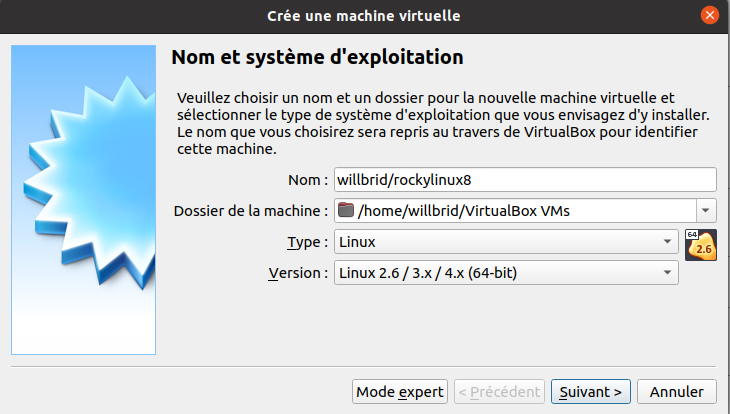 Crée une machine virtuelle
Nom et système d'exploitation
Veuillez choisir un nom et un dossier pour la nouvelle machine virtuelle et
sélectionner le type de système d'exploitation que vous envisagez d'y installer.
Le nom que vous choisirez sera repris au travers de VirtualBox pour identifier
cette machine.
Nom : willbrid/rockylinux8
Dossier de la machine : /home/willbrid/VirtualBox VMs
Type : Linux
64
2.6
Version : Linux 2.6 / 3.x / 4.x (64-bit)
Mode expert < Précédent Suivant > Annuler